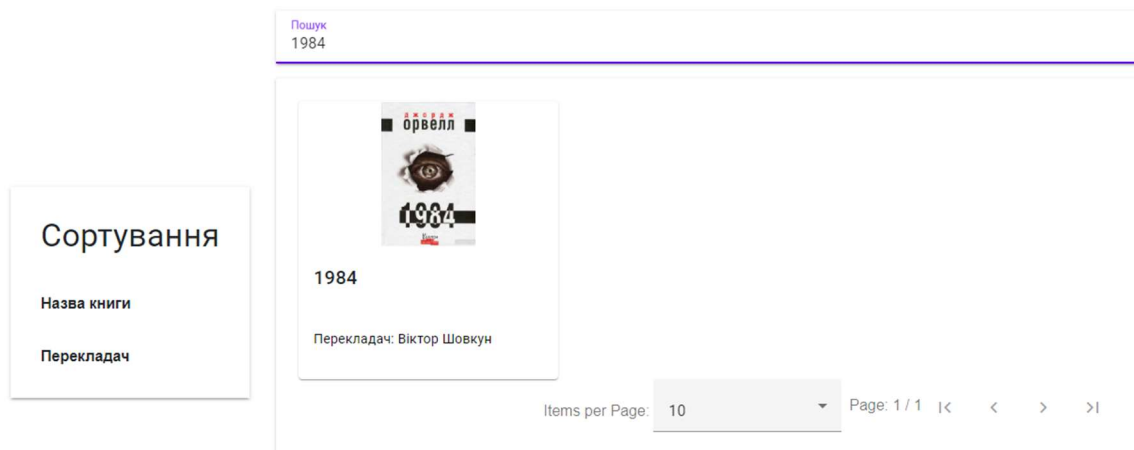 Пошук
1984
джордж
орвелл
1984
Сортування
Назва книги
Перекладач
1984
Перекладач: Віктор Шовкун
Items per Page: 10
Page: 1 / 1